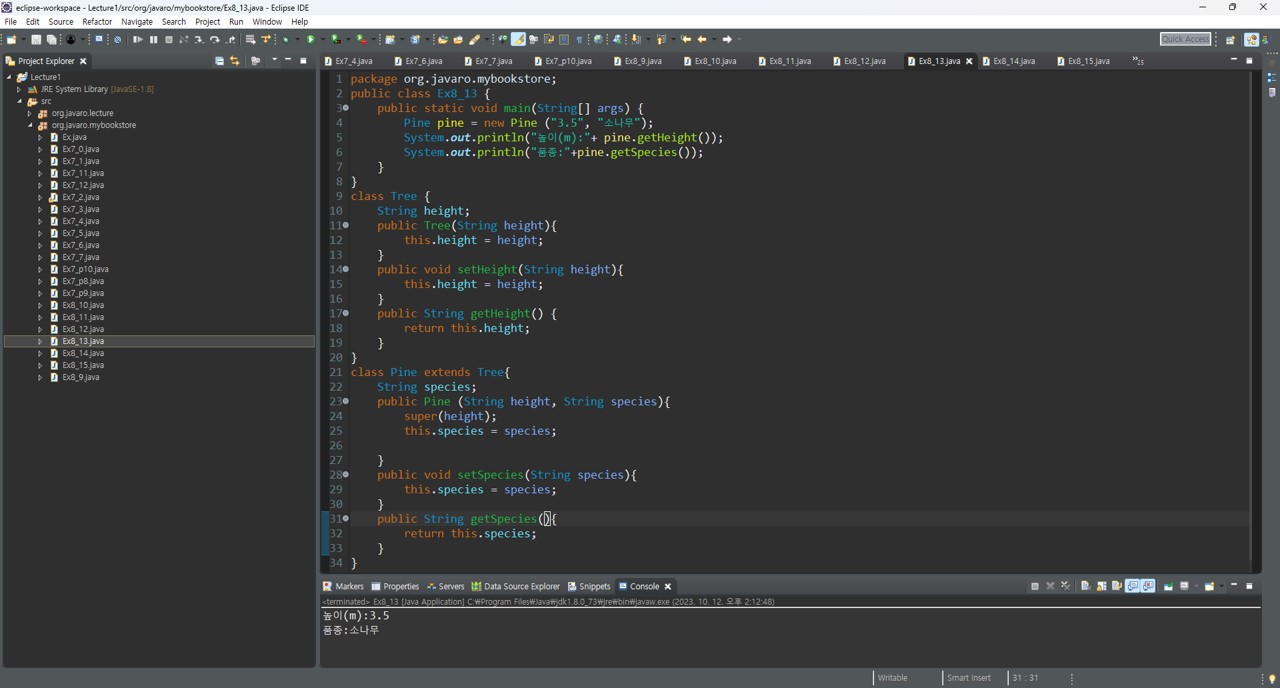 eclipse-workspace - Lecture1/src/org/javaro/mybookstore/Ex8_13.java - Eclipse IDE
File Edit Source Refactor Navigate Search Project Run Window Help
Quick Access
Project Explorer
Ex7_4.java Ex7_6.java Ex7_7.java Ex7_p10.java Ex8_9.java Ex8_10.java Ex8_11.java Ex8_12.java Ex8_13.java Ex8_14.java Ex8_15.java »25
Lecture1
JRE System Library [JavaSE-1.8]
src
org.javaro.lecture
org.javaro.mybookstore
Ex.java
Ex7_0.java
Ex7_1.java
Ex7_11.java
Ex7_12.java
Ex7_2.java
Ex7_3.java
Ex7_4.java
Ex7_5.java
Ex7_6.java
Ex7_7.java
Ex7_p10.java
Ex7_p8.java
Ex7_p9.java
Ex8_10.java
Ex8_11.java
Ex8_12.java
Ex8_13.java
Ex8_14.java
Ex8_15.java
Ex8_9.java
1 package org.javaro.mybookstore;
2 public class Ex8_13 {
3 public static void main(String[] args) {
4 Pine pine = new Pine ("3.5", "소나무");
5 System.out.println("높이(m):"+ pine.getHeight());
6 System.out.println("품종:"+pine.getSpecies());
7 }
8 }
9 class Tree {
10 String height;
11 public Tree(String height){
12 this.height = height;
13 }
14 public void setHeight(String height){
15 this.height = height;
16 }
17 public String getHeight() {
18 return this.height;
19 }
20 }
21 class Pine extends Tree{
22 String species;
23 public Pine (String height, String species){
24 super(height);
25 this.species = species;
26
27 }
28 public void setSpecies(String species){
29 this.species = species;
30 }
31 public String getSpecies(){
32 return this.species;
33 }
34 }
Markers Properties Servers Data Source Explorer Snippets Console
<terminated> Ex8_13 [Java Application] C:₩Program Files₩Java₩jdk1.8.0_73₩jre₩bin₩javaw.exe (2023. 10. 12. 오후 2:12:48)
높이(m):3.5
품종:소나무
Writable Smart Insert 31 : 31